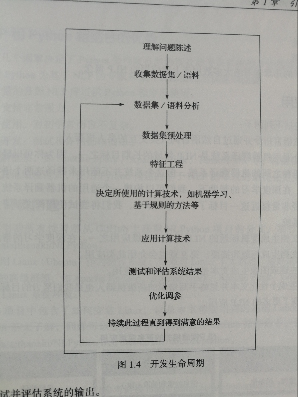 第1章 引
理解问题陈述
收集数据集/语料
数据集/语料分析
数据集预处理
特征工程
决定所使用的计算技术,如机器学习、
基于规则的方法等
应用计算技术
测试和评估系统结果
优化调参
持续此过程直到得到满意的结果
图 1.4 开发生命周期
试并评估系统的输出。